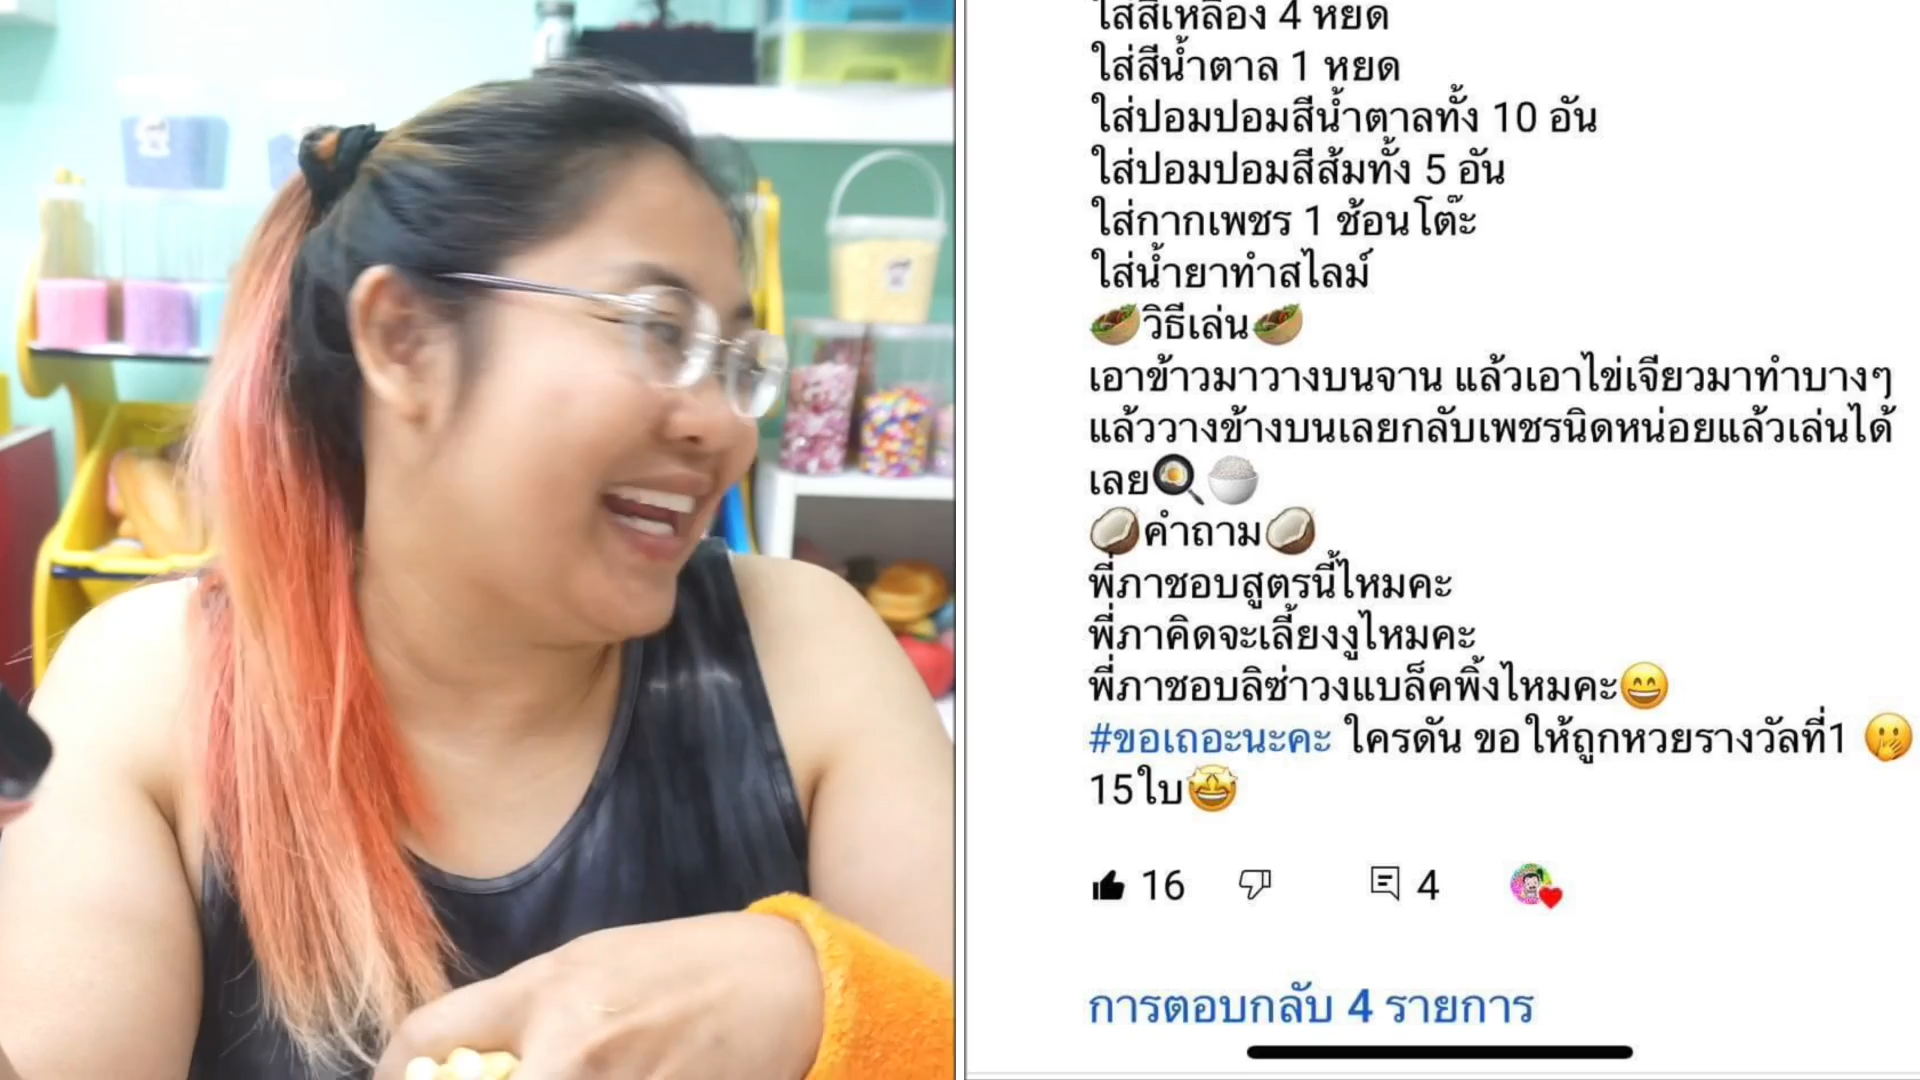 ใส่สีเหลือง 4 หยด
ใส่สีน้ำตาล 1 หยด
ใส่ปอมปอมสีน้ำตาลทั้ง 10 อัน
ใส่ปอมปอมสีส้มทั้ง 5 อัน
ใส่กากเพชร 1 ช้อนโต๊ะ
ใส่น้ำยาทำสไลม์
🥙วิธีเล่น🥙
เอาข้าวมาวางบนจาน แล้วเอาไข่เจียวมาทำบางๆ
แล้ววางข้างบนเลยกลับเพชรนิดหน่อยแล้วเล่นได้
เลย🍳🍚
🥥คำถาม🥥
พี่ภาชอบสูตรนี้ไหมคะ
พี่ภาคิดจะเลี้ยงงูไหมคะ
พี่ภาชอบลิซ่าวงแบล็คพิ้งไหมคะ😄
#ขอเถอะนะคะ ใครดัน ขอให้ถูกหวยรางวัลที่1 🤭
15ใบ🤩
16 4
การตอบกลับ 4 รายการ